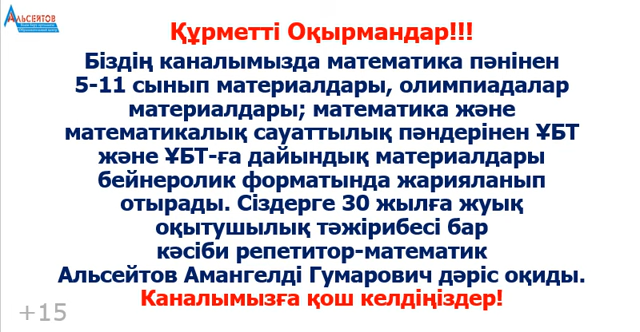 АЛЬСЕЙТОВ
Құрметті Оқырмандар!!!
Біздің каналымызда математика пәнінен
5-11 сынып материалдары, олимпиадалар
материалдары; математика және
математикалық сауаттылық пәндерінен ҰБТ
және ҰБТ-ға дайындық материалдары
бейнеролик форматында жарияланып
отырады. Сіздерге 30 жылға жуық
оқытушылық тәжірибесі бар
кәсіби репетитор-математик
Альсейтов Амангелді Гумарович дәріс оқиды.
Каналымызға қош келдіңіздер!
+15